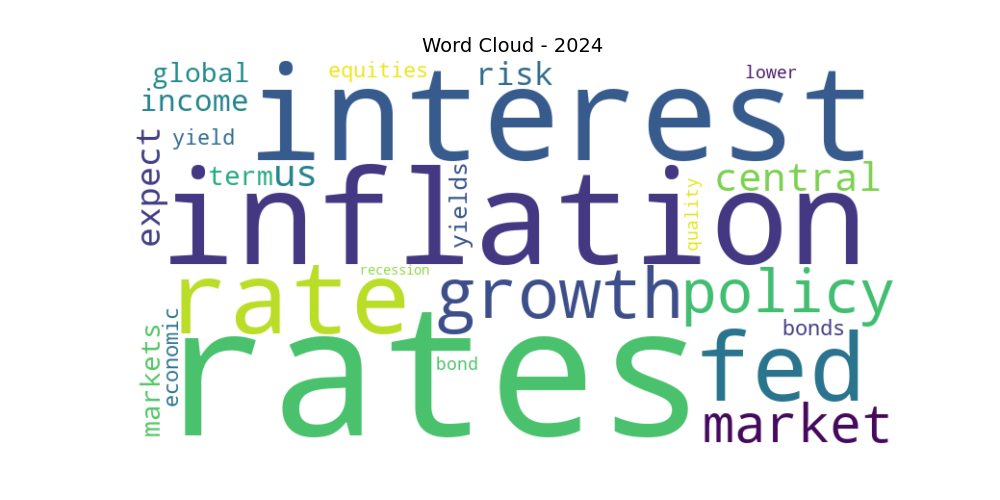 Word Cloud - 2024
global
equities
risk
lower
income
interest
expect
yield
term
us
yields
central
inflation
quality
recession
rate
growth
policy
markets
economic
rates
bond
bonds
fed
market